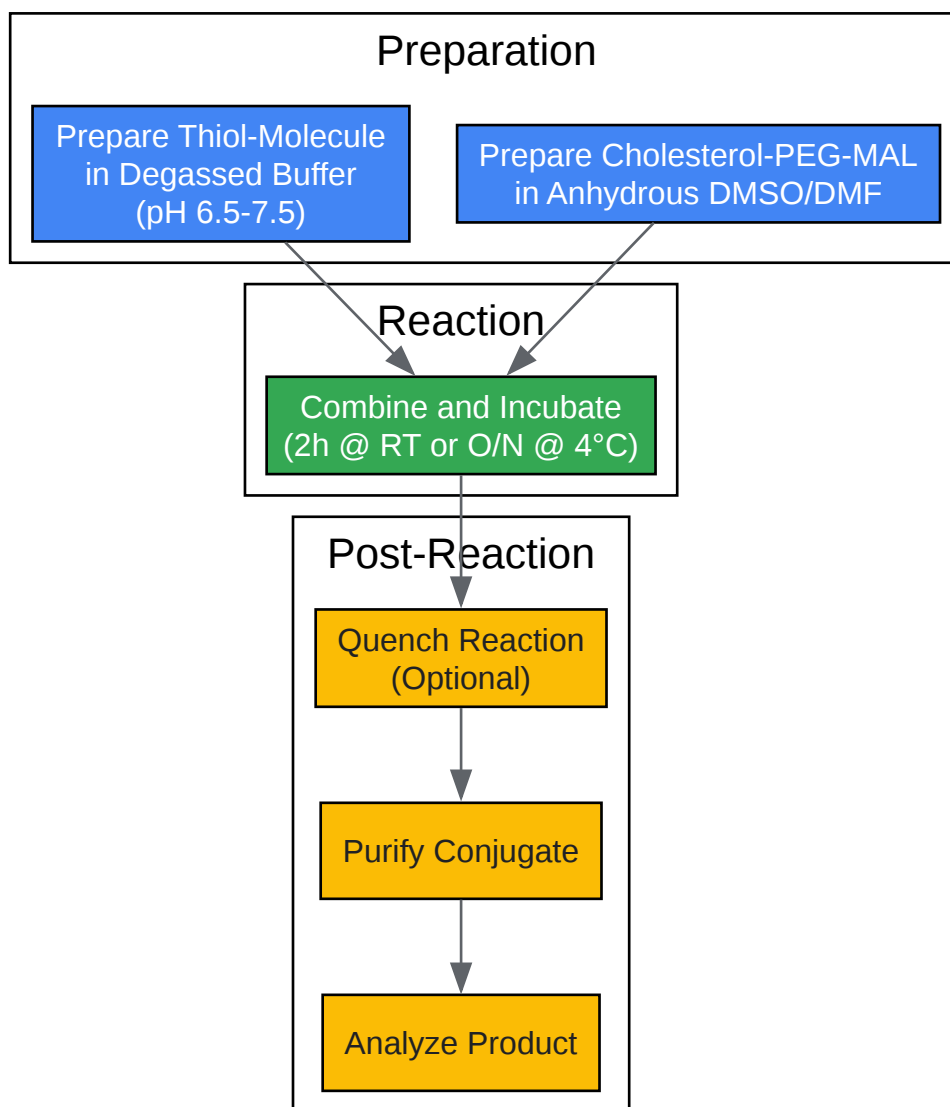 Preparation
Prepare Thiol-Molecule
in Degassed Buffer
(pH 6.5-7.5)
Prepare Cholesterol-PEG-MAL
in Anhydrous DMSO/DMF
Reaction
Combine and Incubate
(2h @ RT or O/N @ 4°C)
Post-Reaction
Quench Reaction
(Optional)
Purify Conjugate
Analyze Product